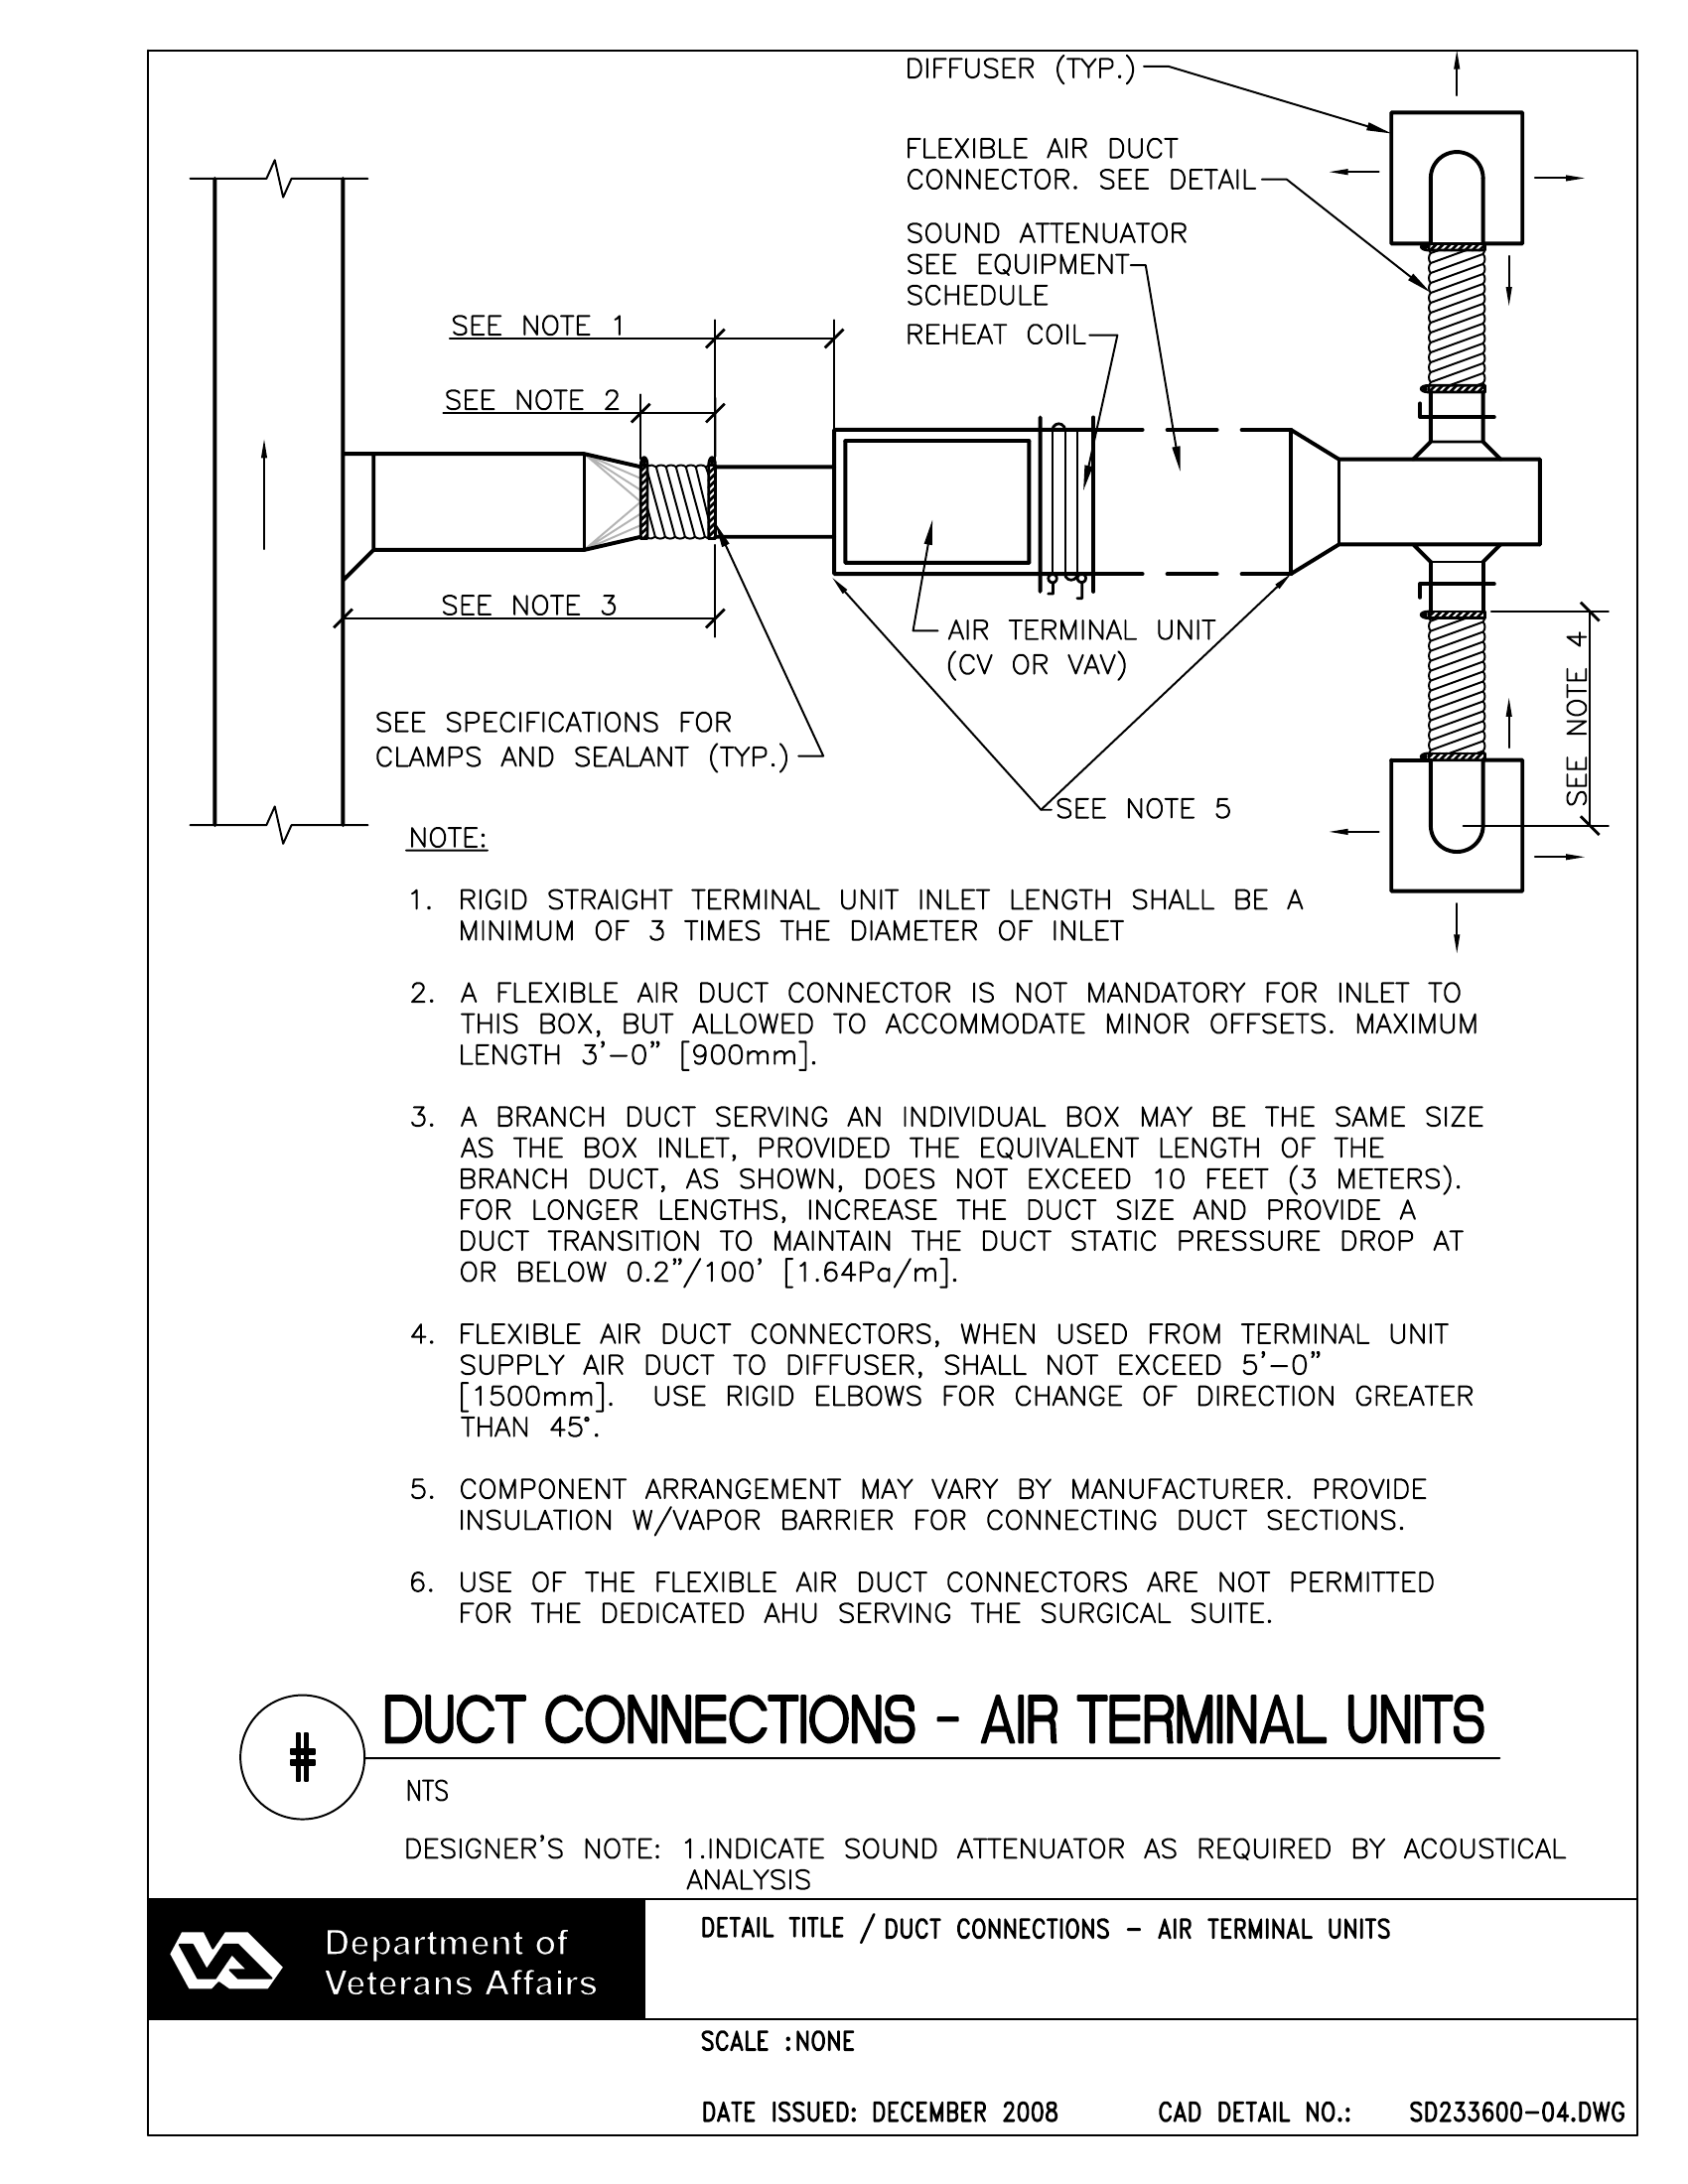 DIFFUSER (TYP.)
FLEXIBLE AIR DUCT
CONNECTOR. SEE DETAIL
SOUND ATTENUATOR
SEE EQUIPMENT
SCHEDULE
REHEAT COIL
SEE NOTE 1
SEE NOTE 2
SEE NOTE 3
AIR TERMINAL UNIT
(CV OR VAV)
SEE NOTE 4
SEE SPECIFICATIONS FOR
CLAMPS AND SEALANT (TYP.)
SEE NOTE 5
NOTE:
1. RIGID STRAIGHT TERMINAL UNIT INLET LENGTH SHALL BE A
MINIMUM OF 3 TIMES THE DIAMETER OF INLET
2. A FLEXIBLE AIR DUCT CONNECTOR IS NOT MANDATORY FOR INLET TO
THIS BOX, BUT ALLOWED TO ACCOMMODATE MINOR OFFSETS. MAXIMUM
LENGTH 3'-0" [900mm].
3. A BRANCH DUCT SERVING AN INDIVIDUAL BOX MAY BE THE SAME SIZE
AS THE BOX INLET, PROVIDED THE EQUIVALENT LENGTH OF THE
BRANCH DUCT, AS SHOWN, DOES NOT EXCEED 10 FEET (3 METERS).
FOR LONGER LENGTHS, INCREASE THE DUCT SIZE AND PROVIDE A
DUCT TRANSITION TO MAINTAIN THE DUCT STATIC PRESSURE DROP AT
OR BELOW 0.2"/100' [1.64Pa/m].
4. FLEXIBLE AIR DUCT CONNECTORS, WHEN USED FROM TERMINAL UNIT
SUPPLY AIR DUCT TO DIFFUSER, SHALL NOT EXCEED 5'-0"
[1500mm]. USE RIGID ELBOWS FOR CHANGE OF DIRECTION GREATER
THAN 45°.
5. COMPONENT ARRANGEMENT MAY VARY BY MANUFACTURER. PROVIDE
INSULATION W/VAPOR BARRIER FOR CONNECTING DUCT SECTIONS.
6. USE OF THE FLEXIBLE AIR DUCT CONNECTORS ARE NOT PERMITTED
FOR THE DEDICATED AHU SERVING THE SURGICAL SUITE.
# DUCT CONNECTIONS - AIR TERMINAL UNITS
NTS
DESIGNER'S NOTE: 1.INDICATE SOUND ATTENUATOR AS REQUIRED BY ACOUSTICAL
ANALYSIS
Department of
Veterans Affairs
DETAIL TITLE / DUCT CONNECTIONS - AIR TERMINAL UNITS
SCALE :NONE
DATE ISSUED: DECEMBER 2008 CAD DETAIL NO.: SD233600-04.DWG